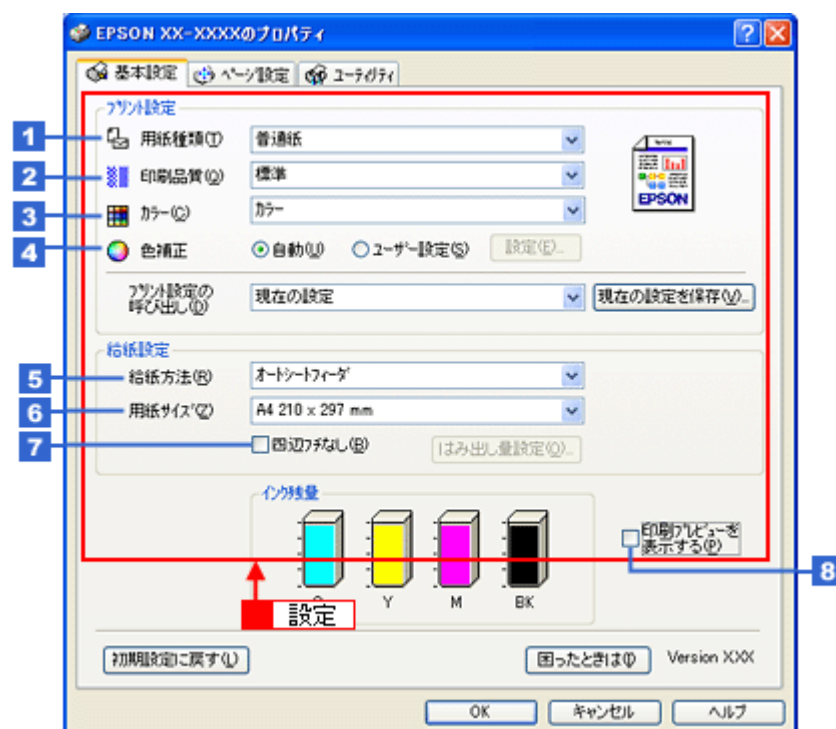 EPSON XX-XXXXのプロパティ
基本設定 ページ設定 ユーティリティ
プリント設定
1 用紙種類(T) 普通紙
2 印刷品質(Q) 標準
3 カラー(C) カラー
4 色補正 自動(U) ユーザー設定(S) 設定(E)...
EPSON
プリント設定の
呼び出し(D) 現在の設定 現在の設定を保存(V)...
給紙設定
5 給紙方法(R) オートシートフィーダ
6 用紙サイズ(Z) A4 210 x 297 mm
7 四辺フチなし(B) はみ出し量設定(O)...
インク残量
印刷プレビューを
表示する(P)
8
Y M BK
設定
初期設定に戻す(L) 困ったときは(I) Version XXX
OK キャンセル ヘルプ